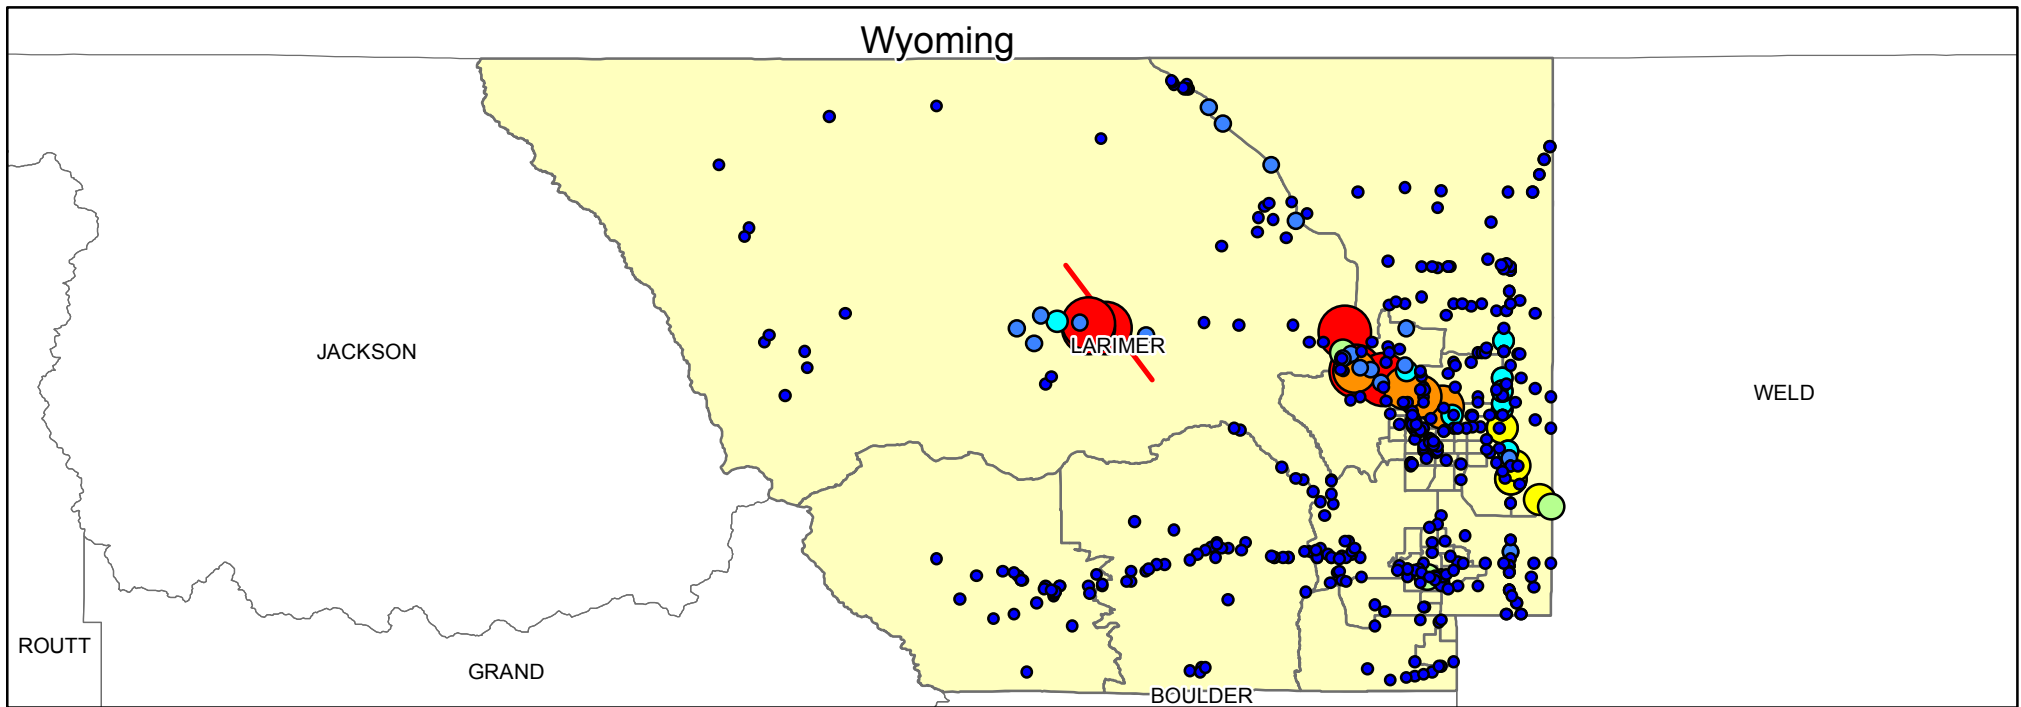 Wyoming
LARIMER
JACKSON
WELD
ROUTT
GRAND
BOULDER